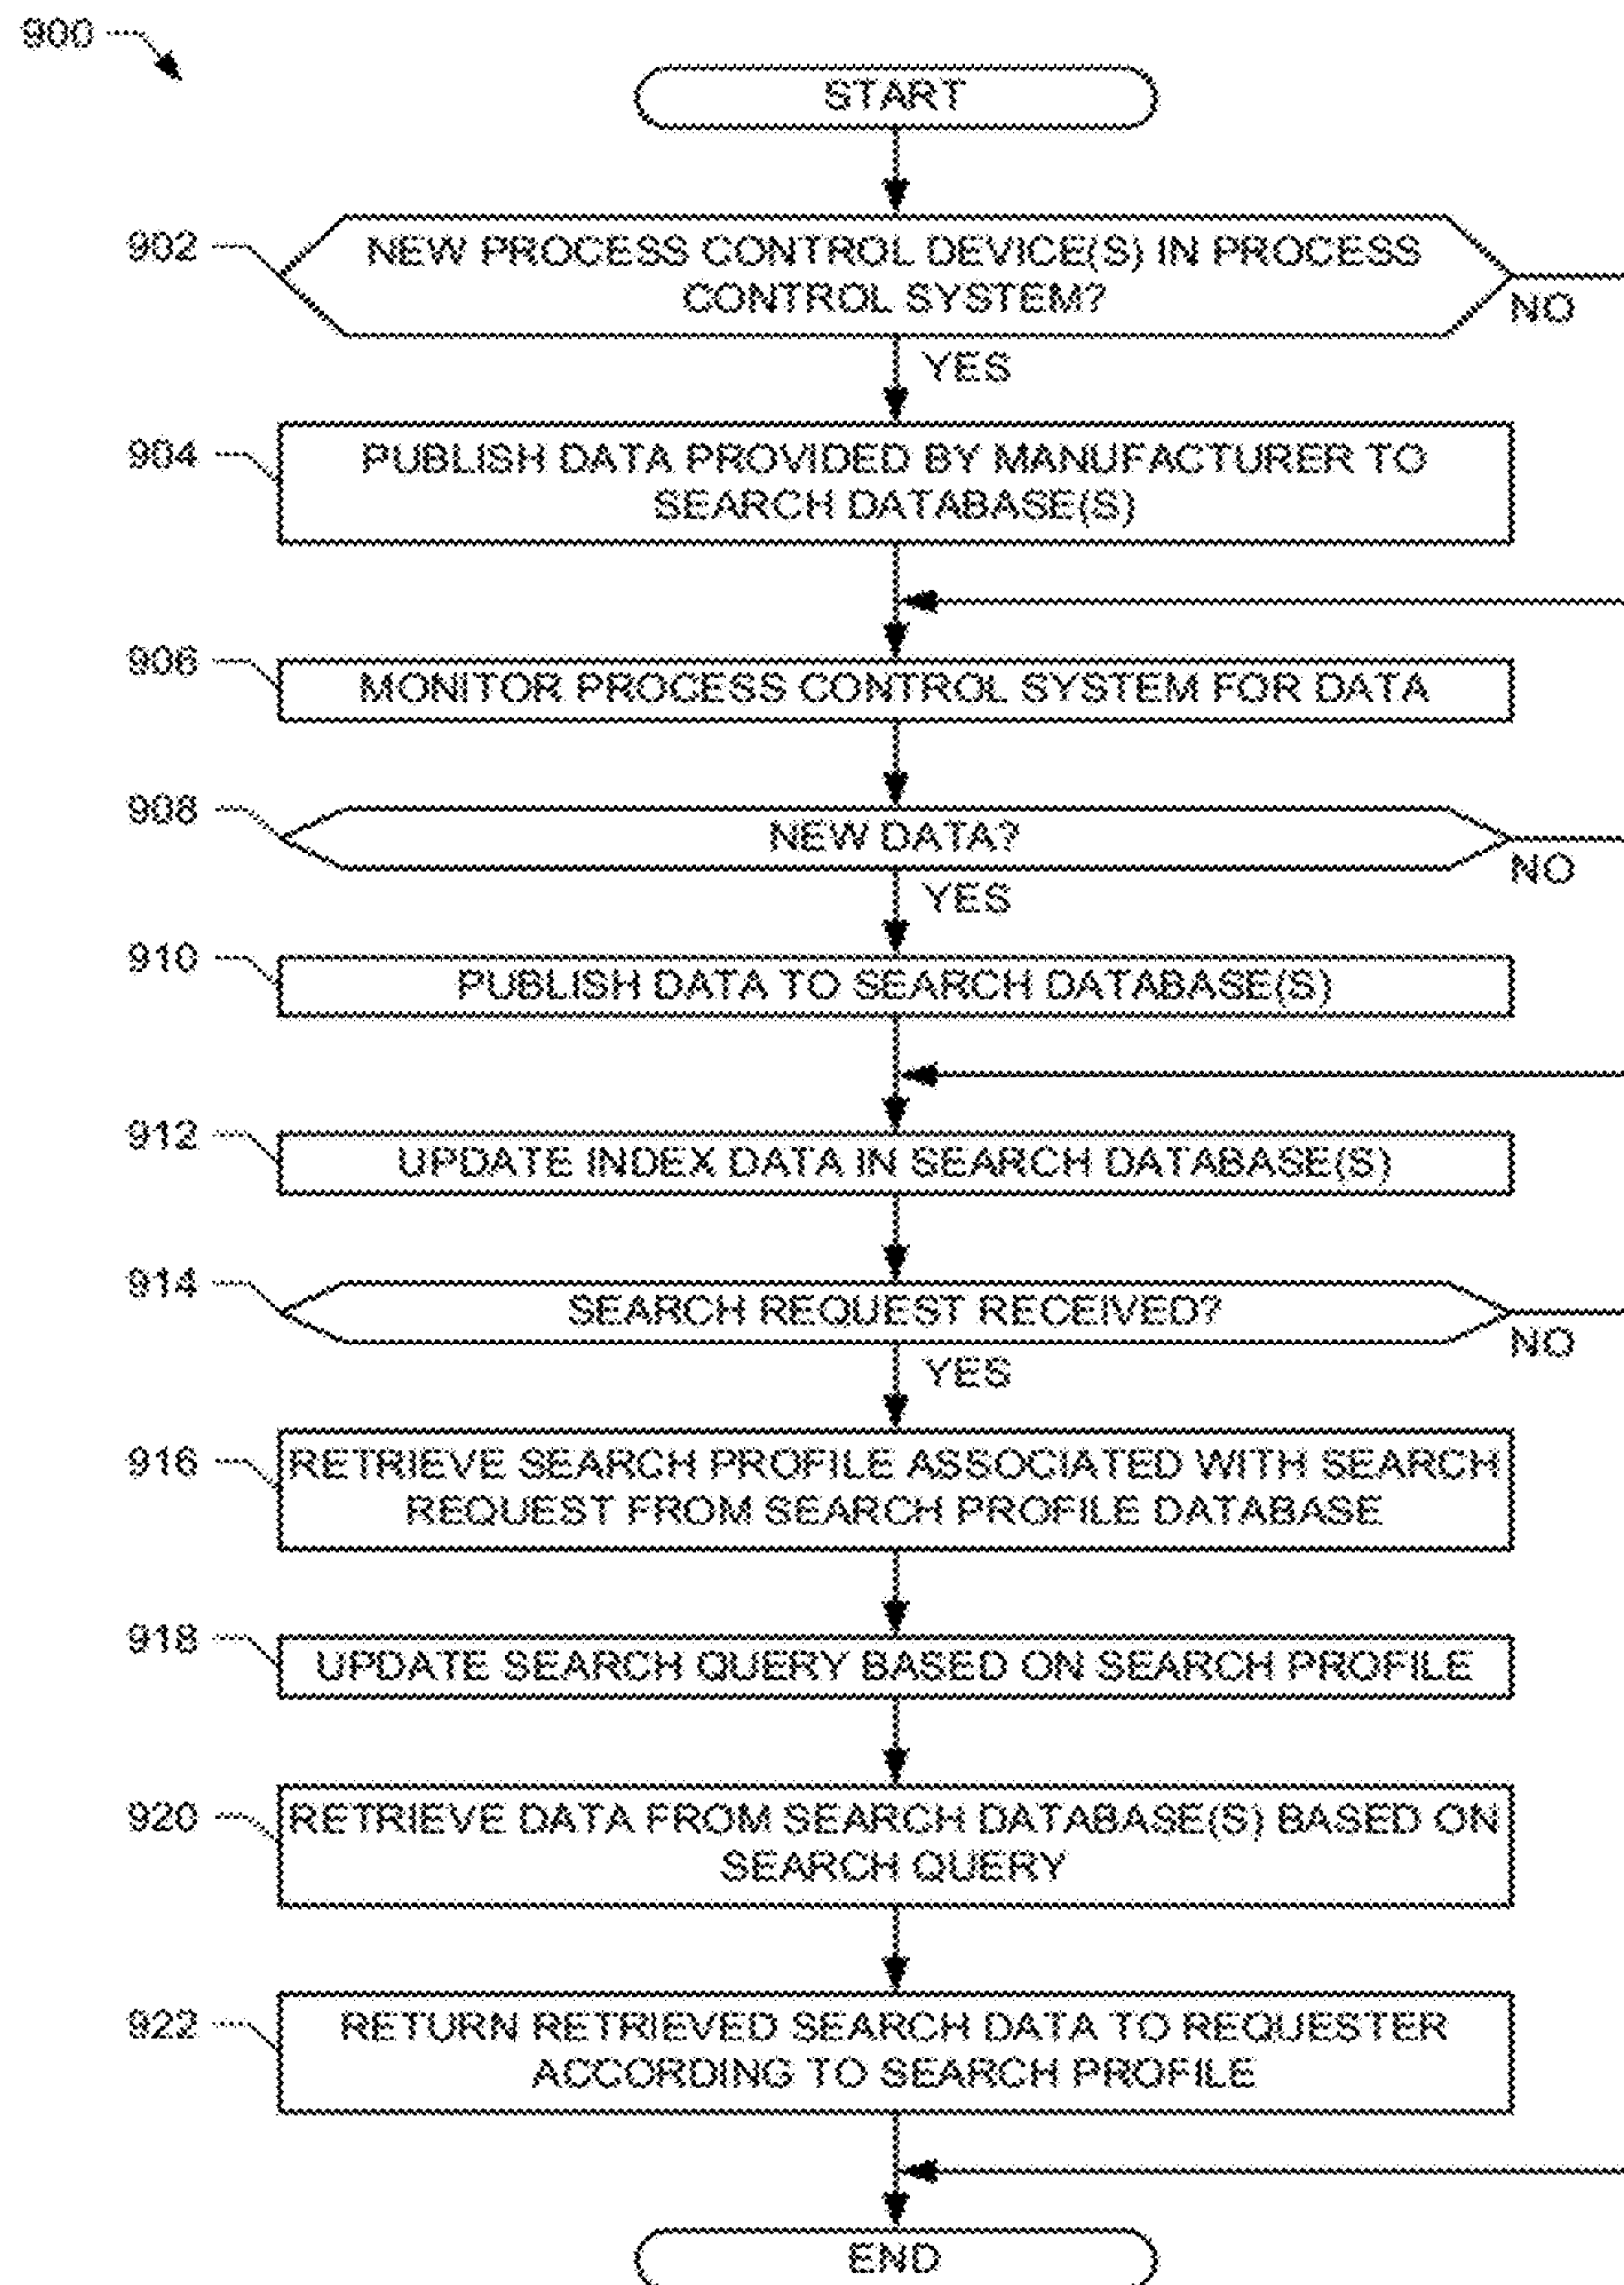 900
START
902
NEW PROCESS CONTROL DEVICE(S) IN PROCESS
CONTROL SYSTEM?
NO
YES
904
PUBLISH DATA PROVIDED BY MANUFACTURER TO
SEARCH DATABASE(S)
906
MONITOR PROCESS CONTROL SYSTEM FOR DATA
908
NEW DATA?
NO
YES
910
PUBLISH DATA TO SEARCH DATABASE(S)
912
UPDATE INDEX DATA IN SEARCH DATABASE(S)
914
SEARCH REQUEST RECEIVED?
NO
YES
916
RETRIEVE SEARCH PROFILE ASSOCIATED WITH SEARCH
REQUEST FROM SEARCH PROFILE DATABASE
918
UPDATE SEARCH QUERY BASED ON SEARCH PROFILE
920
RETRIEVE DATA FROM SEARCH DATABASE(S) BASED ON
SEARCH QUERY
922
RETURN RETRIEVED SEARCH DATA TO REQUESTER
ACCORDING TO SEARCH PROFILE
END